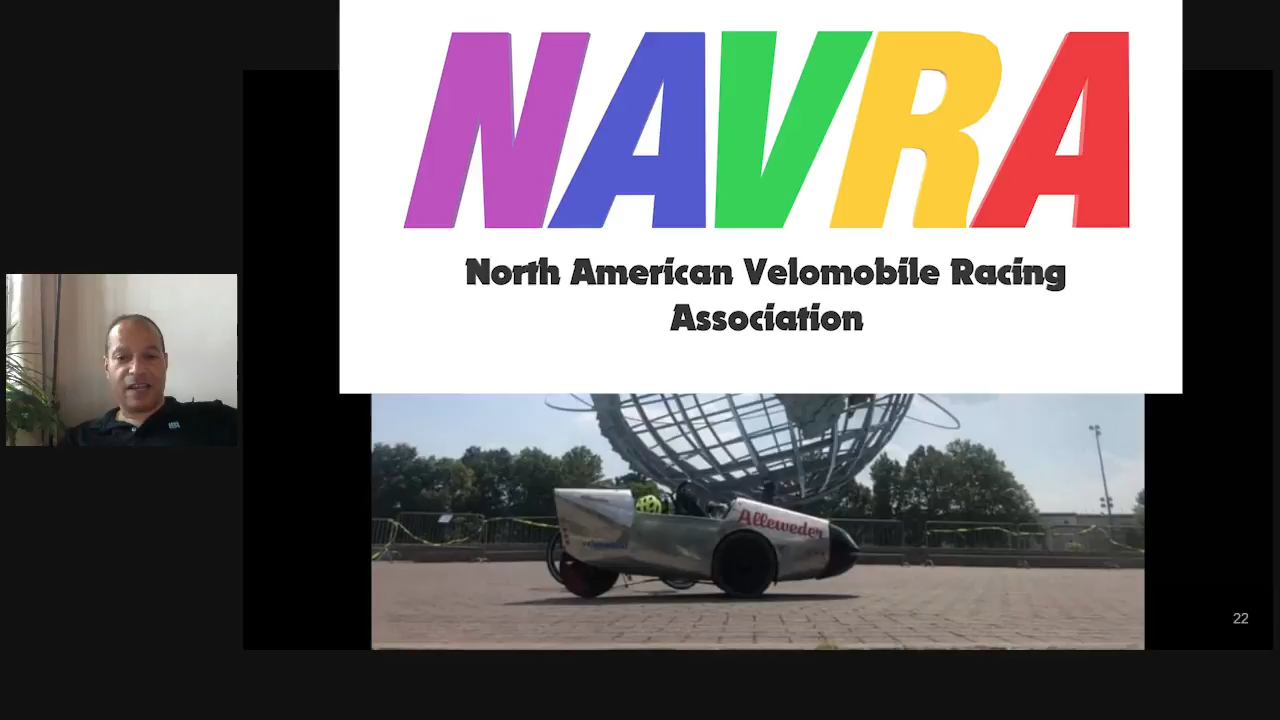 NAVRA
North American Velomobile Racing
Association
Alleweder
22